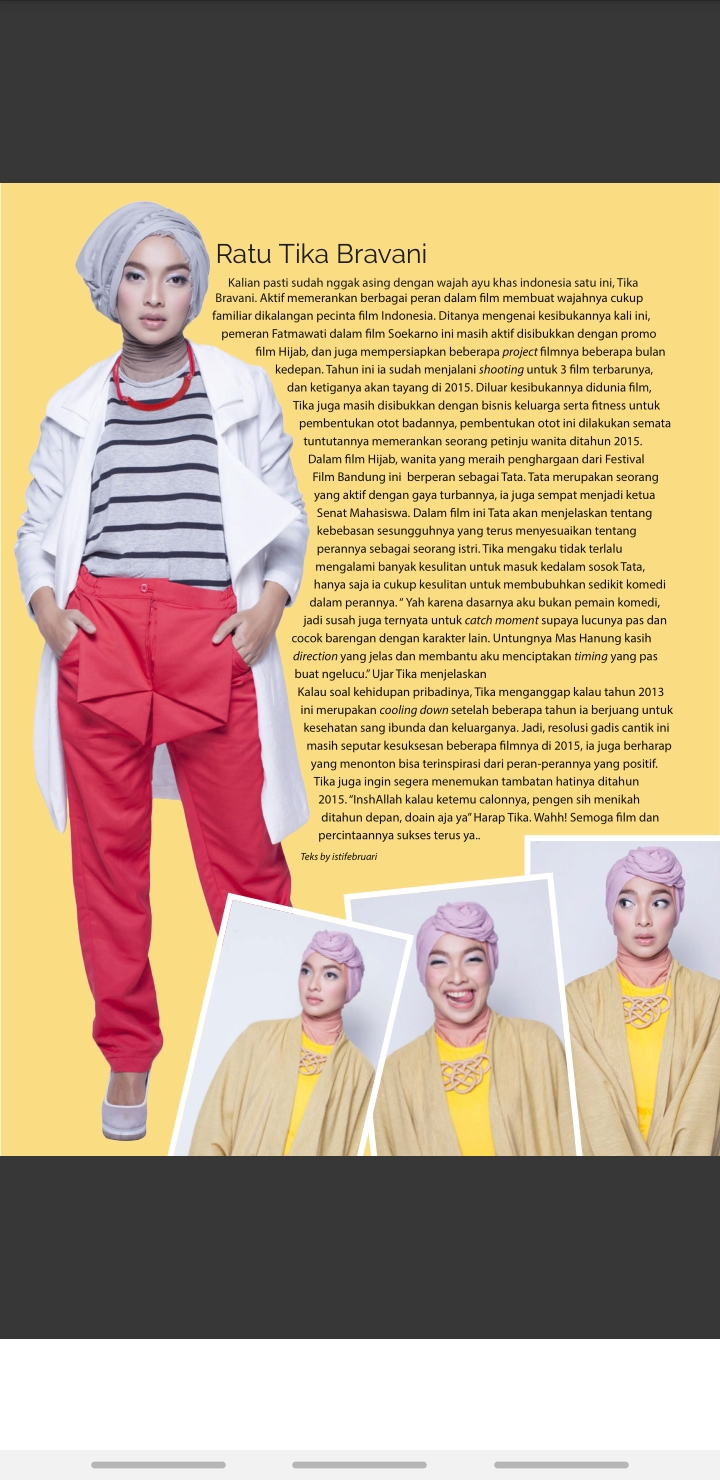 Ratu Tika Bravani
Kalian pasti sudah nggak asing dengan wajah ayu khas indonesia satu ini, Tika
Bravani. Aktif memerankan berbagai peran dalam film membuat wajahnya cukup
familiar dikalangan pecinta film Indonesia. Ditanya mengenai kesibukannya kali ini,
pemeran Fatmawati dalam film Soekarno ini masih aktif disibukkan dengan promo
film Hijab, dan juga mempersiapkan beberapa project filmnya beberapa bulan
kedepan. Tahun ini ia sudah menjalani shooting untuk 3 film terbarunya,
dan ketiganya akan tayang di 2015. Diluar kesibukannya didunia film,
Tika juga masih disibukkan dengan bisnis keluarga serta fitness untuk
pembentukan otot badannya, pembentukan otot ini dilakukan semata
tuntutannya memerankan seorang petinju wanita ditahun 2015.
Dalam film Hijab, wanita yang meraih penghargaan dari Festival
Film Bandung ini berperan sebagai Tata. Tata merupakan seorang
yang aktif dengan gaya turbannya, ia juga sempat menjadi ketua
Senat Mahasiswa. Dalam film ini Tata akan menjelaskan tentang
kebebasan sesungguhnya yang terus menyesuaikan tentang
perannya sebagai seorang istri. Tika mengaku tidak terlalu
mengalami banyak kesulitan untuk masuk kedalam sosok Tata,
hanya saja ia cukup kesulitan untuk membubuhkan sedikit komedi
dalam perannya. " Yah karena dasarnya aku bukan pemain komedi,
jadi susah juga ternyata untuk catch moment supaya lucunya pas dan
cocok barengan dengan karakter lain. Untungnya Mas Hanung kasih
direction yang jelas dan membantu aku menciptakan timing yang pas
buat ngelucu." Ujar Tika menjelaskan
Kalau soal kehidupan pribadinya, Tika menganggap kalau tahun 2013
ini merupakan cooling down setelah beberapa tahun ia berjuang untuk
kesehatan sang ibunda dan keluarganya. Jadi, resolusi gadis cantik ini
masih seputar kesuksesan beberapa filmnya di 2015, ia juga berharap
yang menonton bisa terinspirasi dari peran-perannya yang positif.
Tika juga ingin segera menemukan tambatan hatinya ditahun
2015. "InshAllah kalau ketemu calonnya, pengen sih menikah
ditahun depan, doain aja ya" Harap Tika. Wahh! Semoga film dan
percintaannya sukses terus ya..
Teks by istifebruari